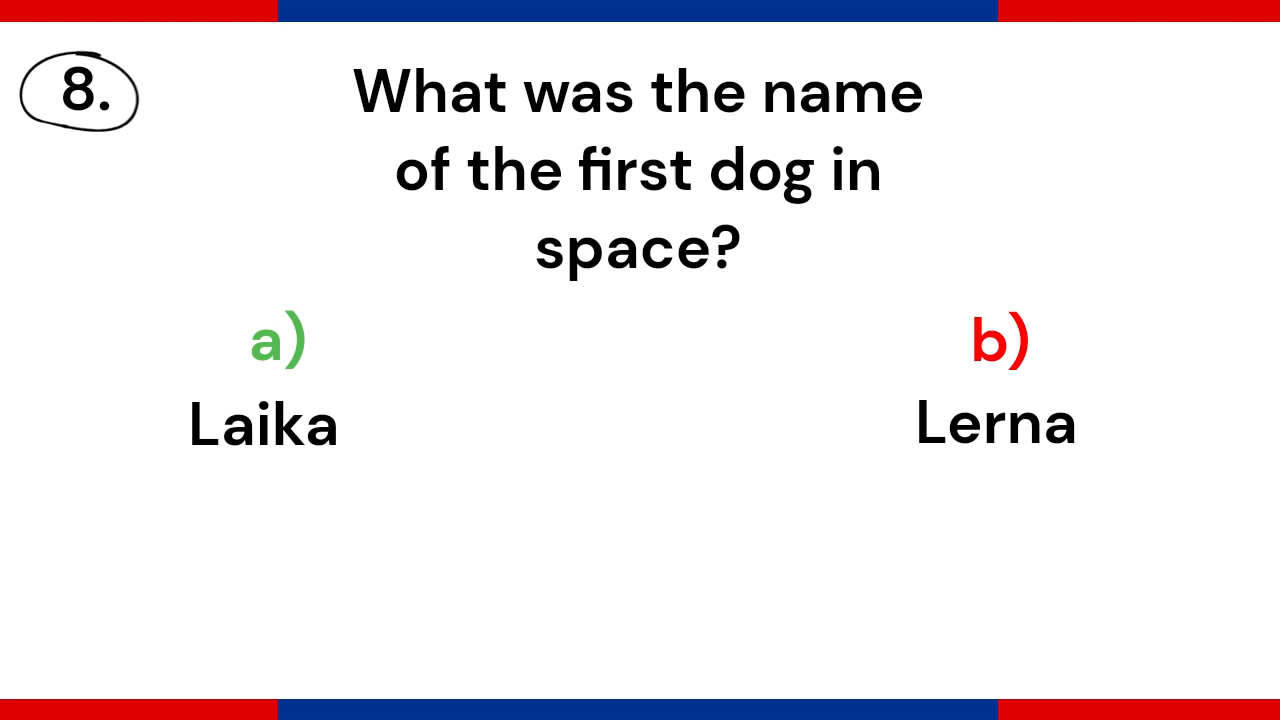 8.
What was the name
of the first dog in
space?
a)
Laika
b)
Lerna